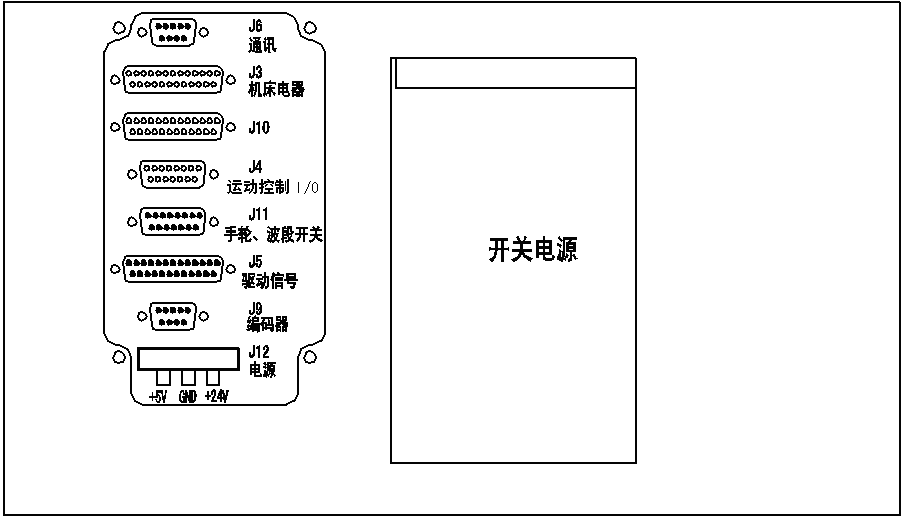 J6
通讯
J3
机床电器
J10
J4
运动控制 I/O
J11
手轮、波段开关
J5
驱动信号
J9
编码器
J12
电源
+5V GND +24V
开关电源